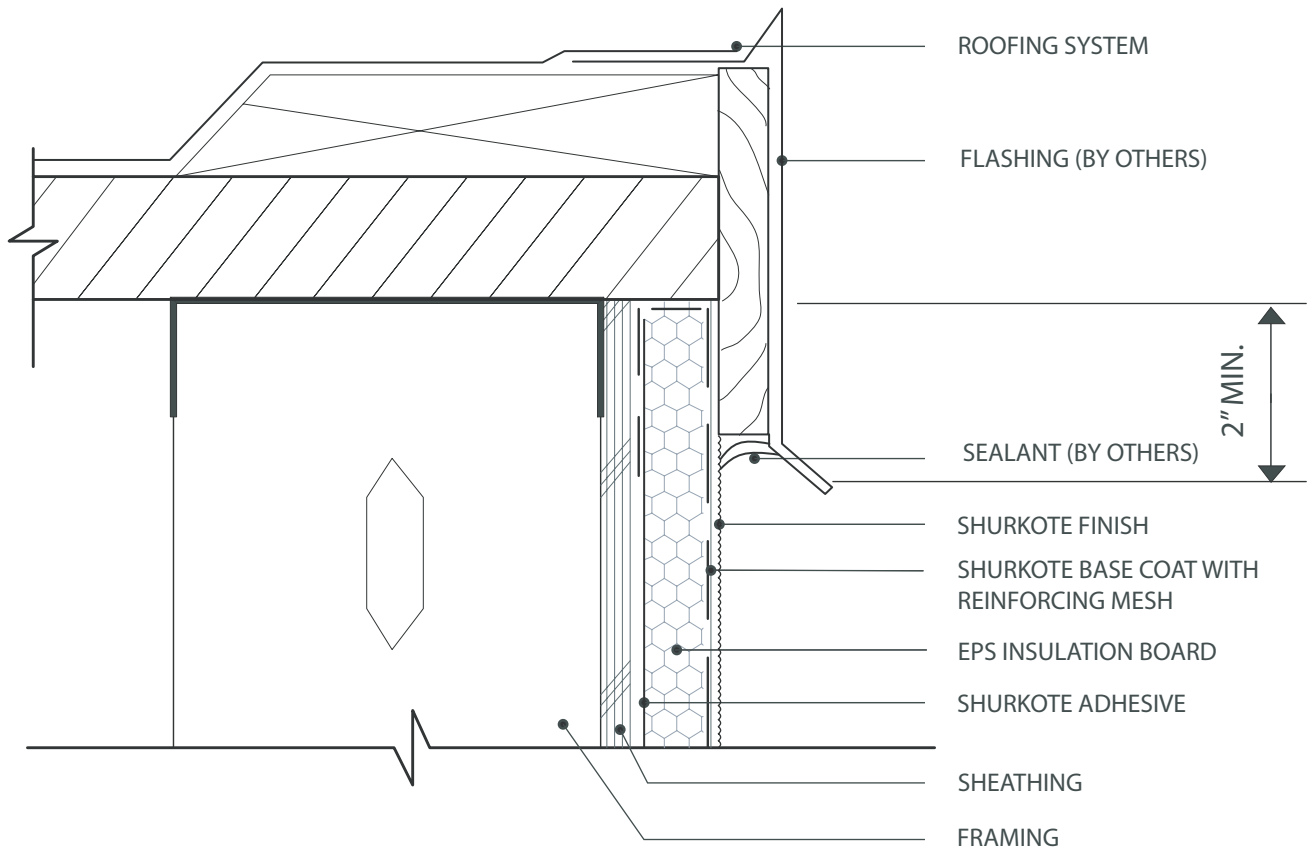 ROOFING SYSTEM
FLASHING (BY OTHERS)
2" MIN.
SEALANT (BY OTHERS)
SHURKOTE FINISH
SHURKOTE BASE COAT WITH
REINFORCING MESH
EPS INSULATION BOARD
SHURKOTE ADHESIVE
SHEATHING
FRAMING